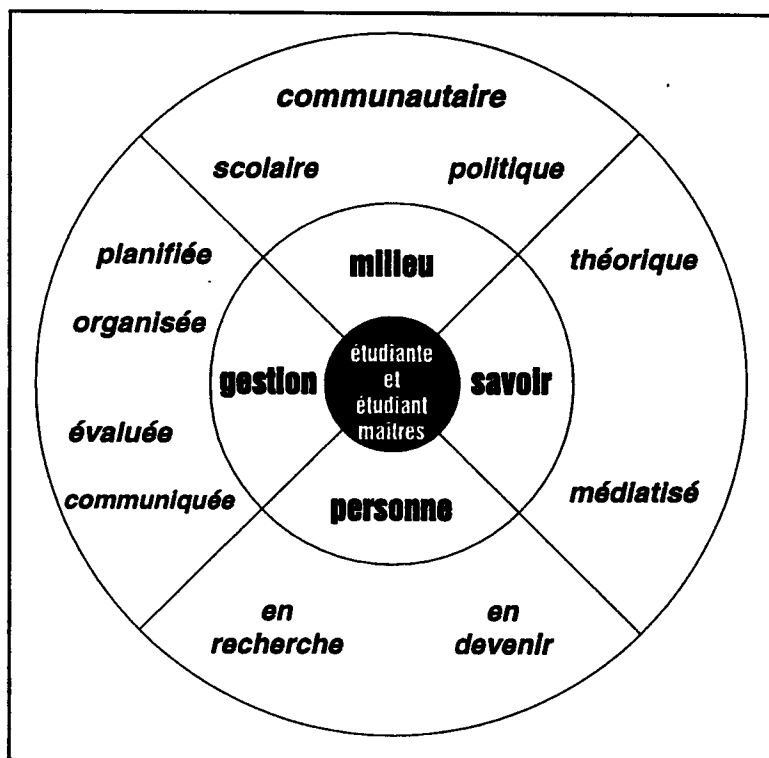 communautaire
scolaire
politique
planifiée
théorique
milieu
organisée
étudiante
et
étudiant
maîtres
gestion
savoir
évaluée
communiquée
médiatisé
personne
en
recherche
en
devenir